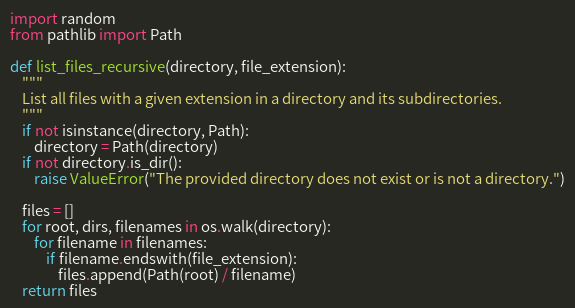 import random
from pathlib import Path

def list_files_recursive(directory, file_extension):
    """
    List all files with a given extension in a directory and its subdirectories.
    """
    if not isinstance(directory, Path):
        directory = Path(directory)
    if not directory.is_dir():
        raise ValueError("The provided directory does not exist or is not a directory.")

    files = []
    for root, dirs, filenames in os.walk(directory):
        for filename in filenames:
            if filename.endswith(file_extension):
                files.append(Path(root) / filename)
    return files